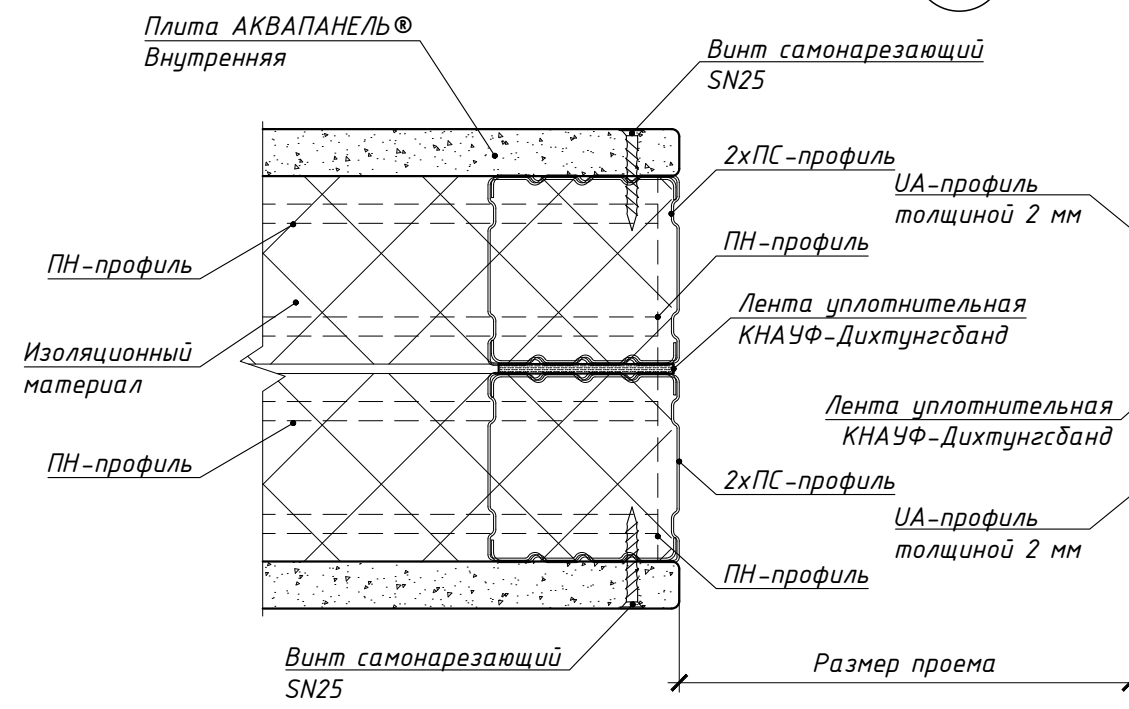 Плита АКВАПАНЕЛЬ®
Внутренняя
Винт самонарезающий
SN25
2хПС-профиль
UA-профиль
толщиной 2 мм
ПН-профиль
ПН-профиль
Лента уплотнительная
КНАУФ-Дихтунгсбанд
Изоляционный
материал
Лента уплотнительная
КНАУФ-Дихтунгсбанд
ПН-профиль
2хПС-профиль
UA-профиль
толщиной 2 мм
ПН-профиль
Винт самонарезающий
SN25
Размер проема